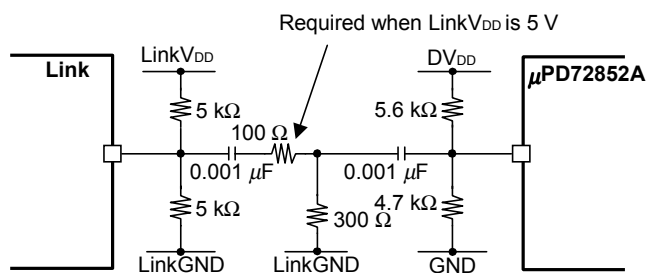 Required when LinkVDD is 5 V
LinkVDD
DVDD
Link
μPD72852A
5 kΩ
5.6 kΩ
100 Ω
0.001 μF
0.001 μF
5 kΩ
300 Ω
4.7 kΩ
LinkGND
LinkGND
GND